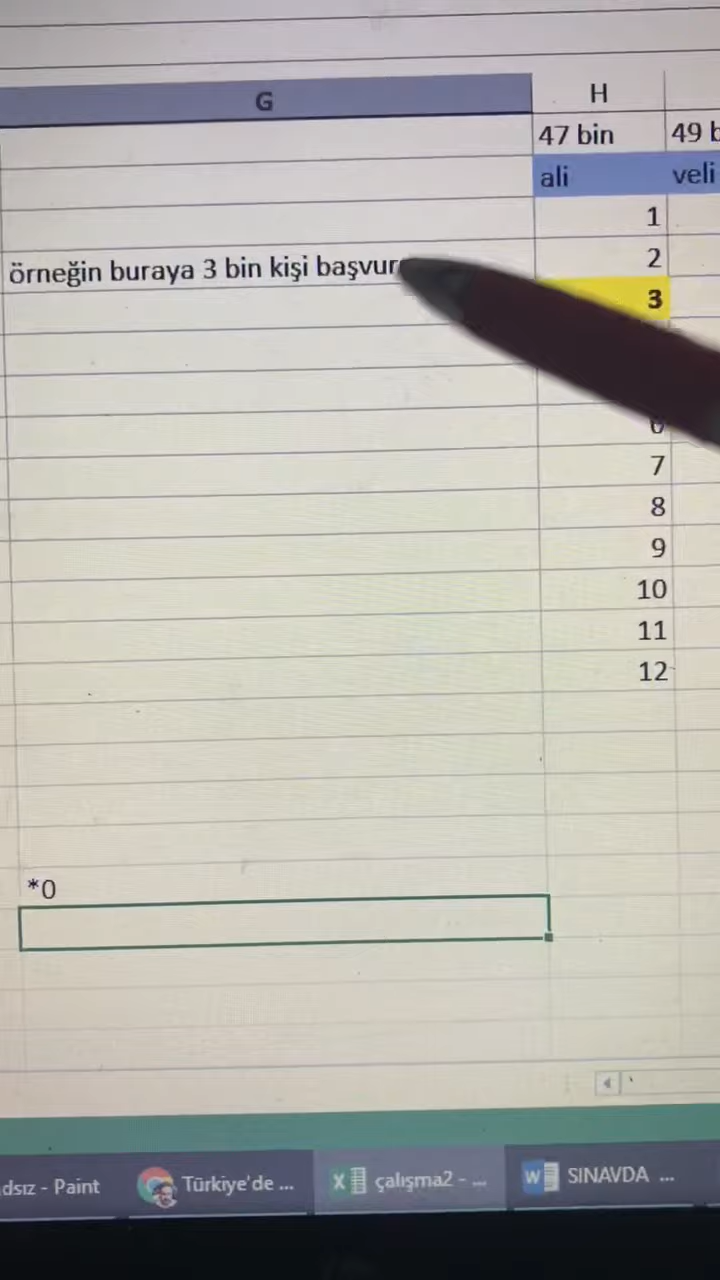 G H
47 bin 49 b
ali veli
1
örneğin buraya 3 bin kişi başvur 2
3
7
8
9
10
11
12
*0
dsız - Paint Türkiye'de ... çalışma2 - ... SINAVDA ...